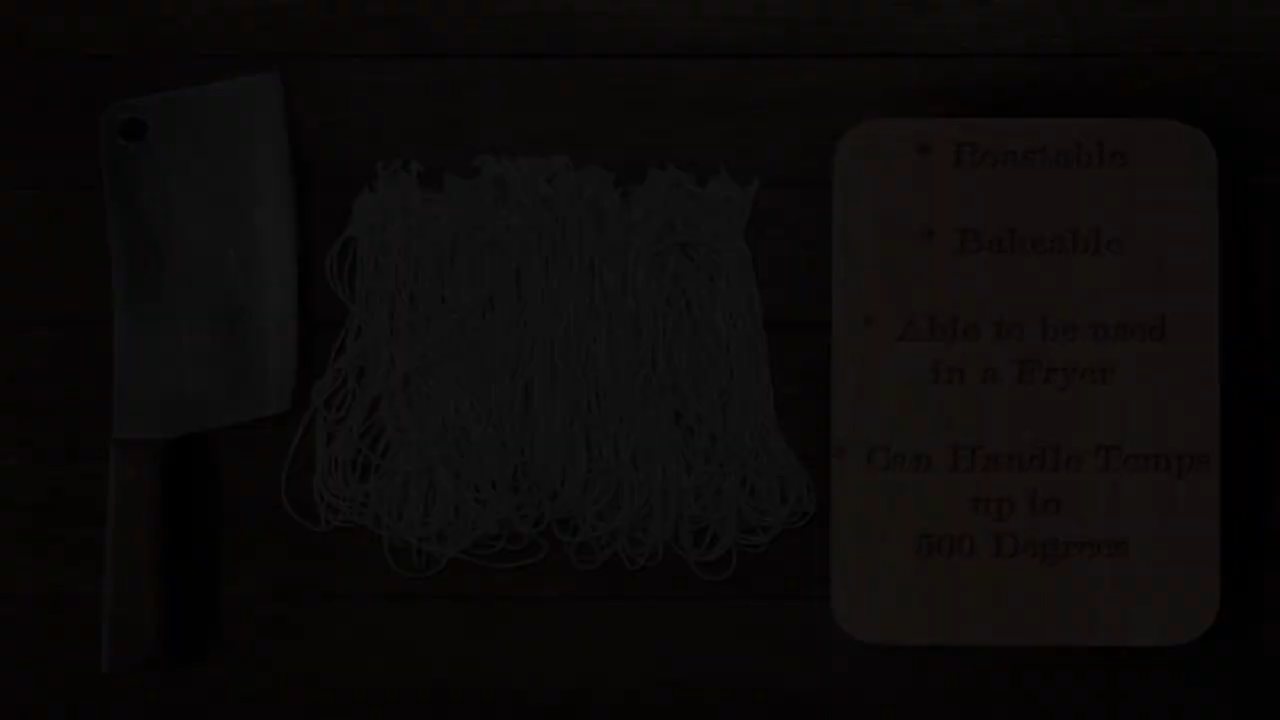 * Roastable
* Bakeable
* Able to be used
in a Fryer
* Can Handle Temps
up to
500 Degrees